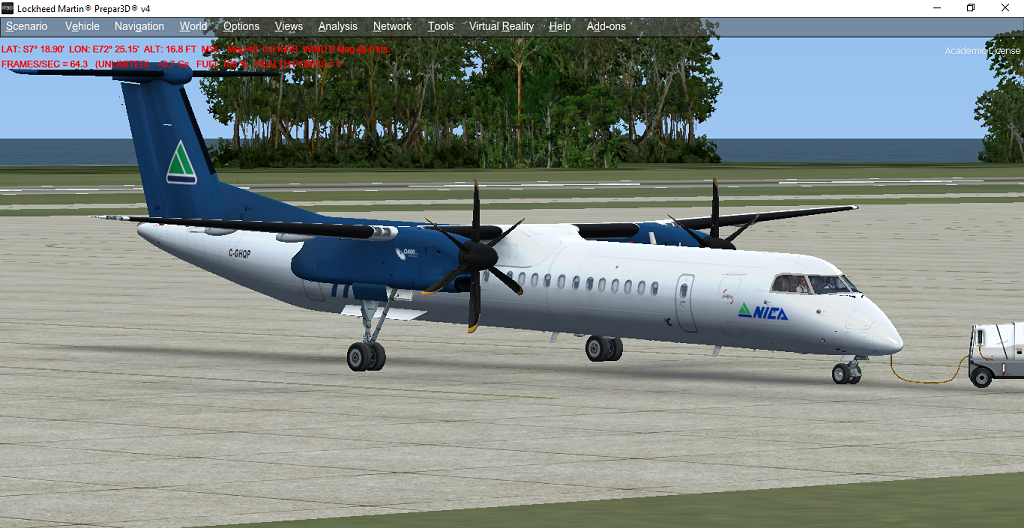 Lockheed Martin® Prepar3D® v4
Scenario Vehicle Navigation World Options Views Analysis Network Tools Virtual Reality Help Add-ons
LAT: S7° 18.90' LON: E72° 25.15' ALT: 16.8 FT
Academic License
FRAMES/SEC = 64.3
C-GHQP
Q400
NICA